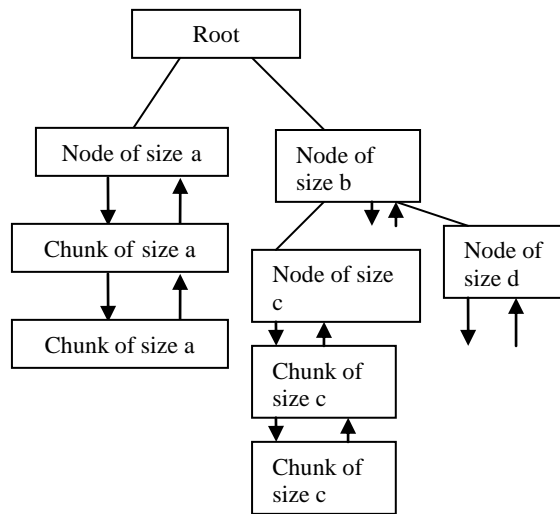 Root
Node of size a
Node of
size b
Chunk of size a
Node of size
c
Node of
size d
Chunk of size a
Chunk of
size c
Chunk of
size c